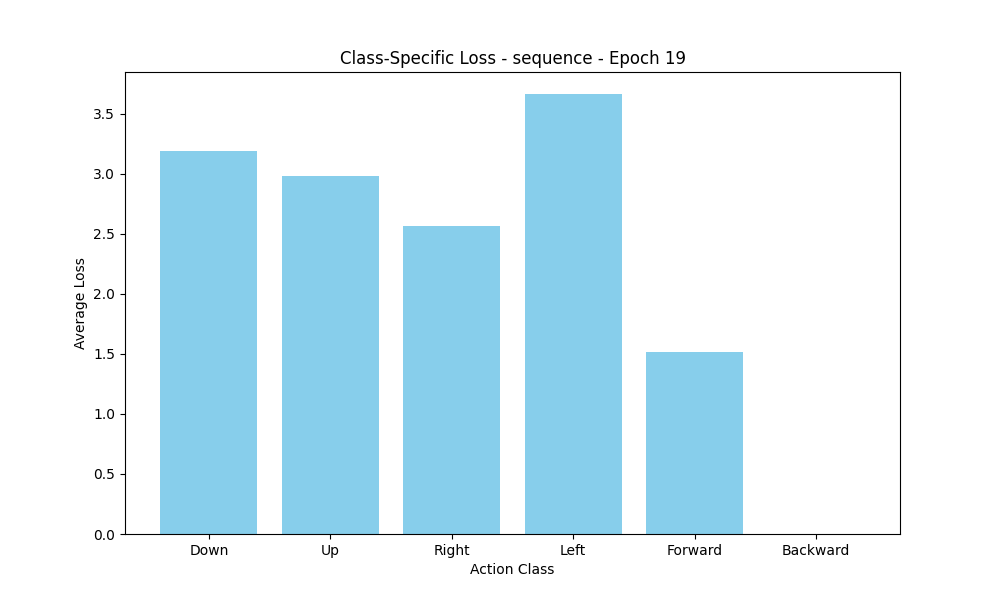 Class-Specific Loss - sequence - Epoch 19
Average Loss
3.5
3.0
2.5
2.0
1.5
1.0
0.5
0.0
Down Up Right Left Forward Backward
Action Class